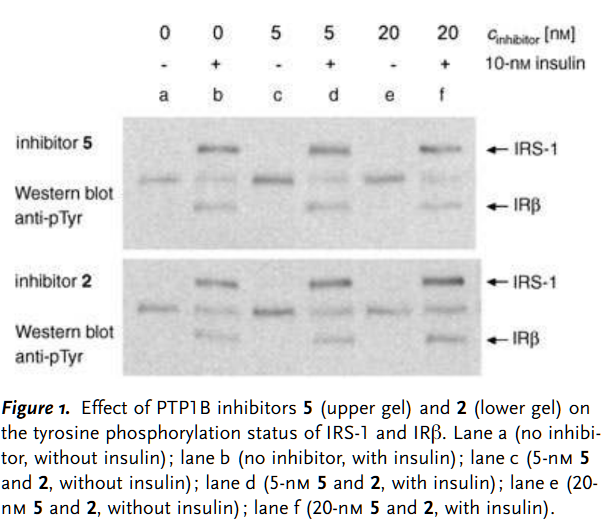 0 0 5 5 20 20 cinhibitor [nM]
- + - + - + 10-nM insulin
a b c d e f
inhibitor 5
← IRS-1
Western blot
anti-pTyr
← IRβ
inhibitor 2
← IRS-1
Western blot
anti-pTyr
← IRβ
Figure 1. Effect of PTP1B inhibitors 5 (upper gel) and 2 (lower gel) on
the tyrosine phosphorylation status of IRS-1 and IRβ. Lane a (no inhibi-
tor, without insulin); lane b (no inhibitor, with insulin); lane c (5-nM 5
and 2, without insulin); lane d (5-nM 5 and 2, with insulin); lane e (20-
nM 5 and 2, without insulin); lane f (20-nM 5 and 2, with insulin).